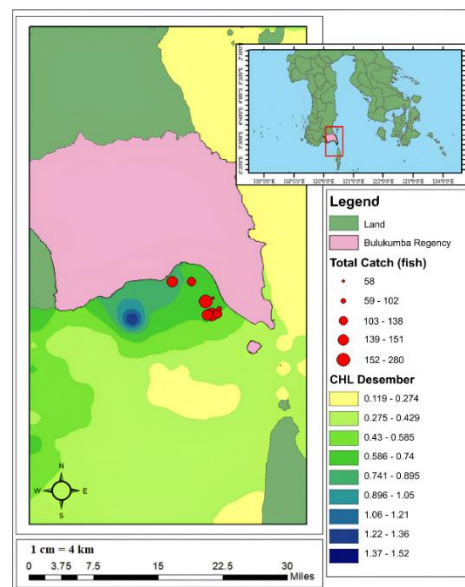 Legend
Land
Bulukumba Regency
Total Catch (fish)
58
59 - 102
103 - 138
139 - 151
152 - 280
CHL Desember
0.119 - 0.274
0.275 - 0.429
0.43 - 0.585
0.586 - 0.74
0.741 - 0.895
0.896 - 1.05
1.06 - 1.21
1.22 - 1.36
1.37 - 1.52
N
W E
S
1 cm = 4 km
0 3.75 7.5 15 22.5 30
Miles